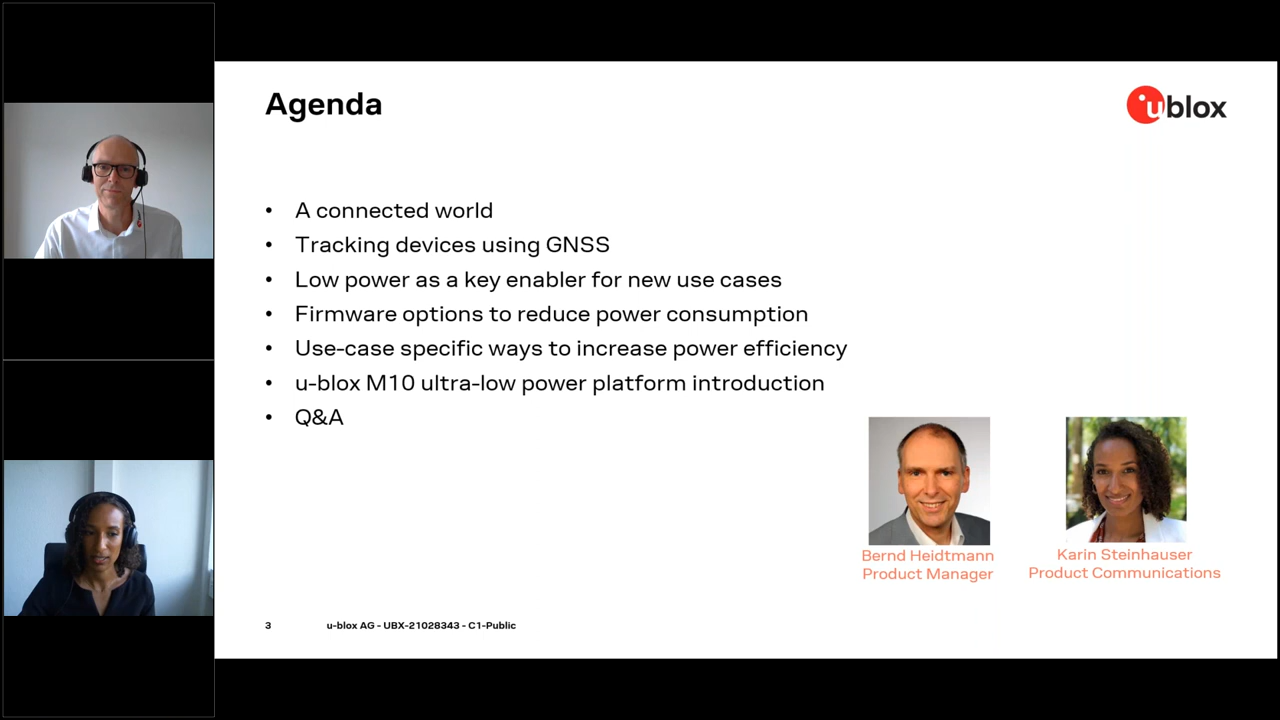 Agenda
ublox
• A connected world
• Tracking devices using GNSS
• Low power as a key enabler for new use cases
• Firmware options to reduce power consumption
• Use-case specific ways to increase power efficiency
• u-blox M10 ultra-low power platform introduction
• Q&A
Bernd Heidtmann
Product Manager
Karin Steinhauser
Product Communications
3
u-blox AG - UBX-21028343 - C1-Public